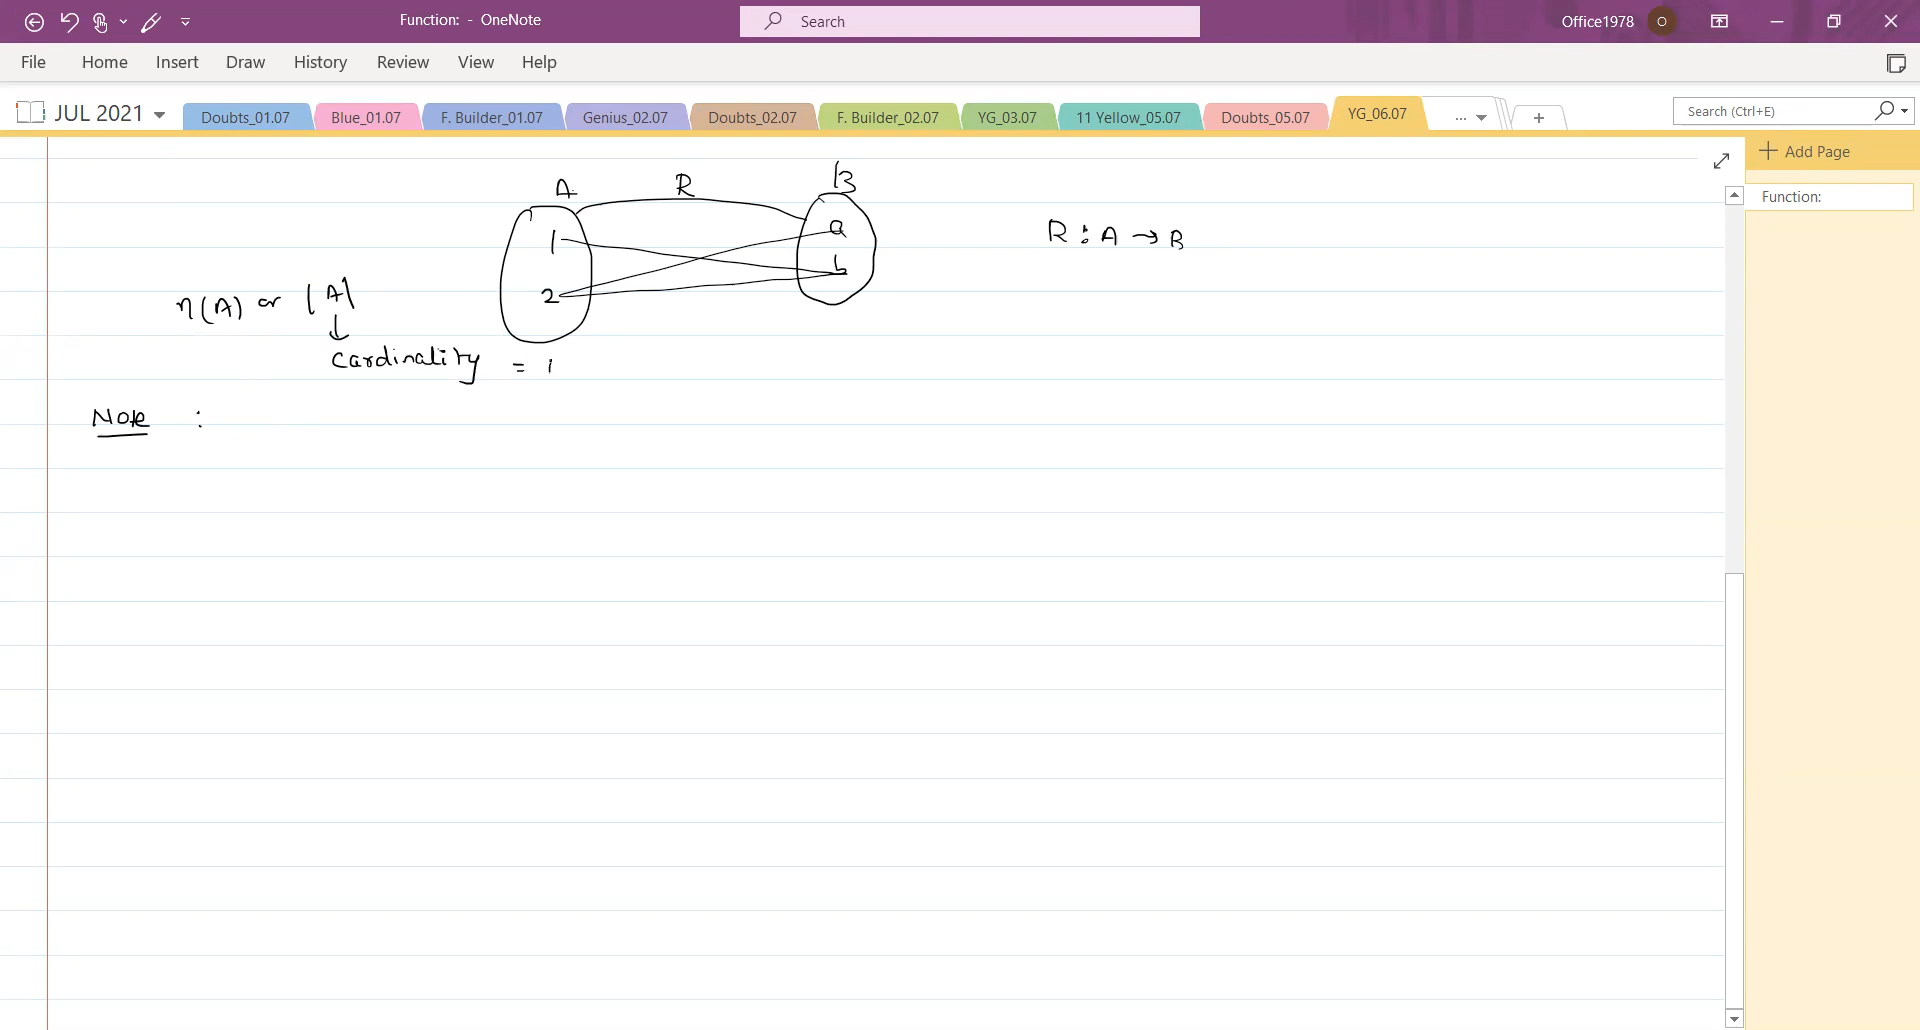 Function: - OneNote
Search
Office1978
O
File Home Insert Draw History Review View Help
JUL 2021
Doubts_01.07 Blue_01.07 F. Builder_01.07 Genius_02.07 Doubts_02.07 F. Builder_02.07 YG_03.07 11 Yellow_05.07 Doubts_05.07 YG_06.07 ... +
Search (Ctrl+E)
Add Page
Function:
A R B
1 a
R : A → B
2 b
n(A) or |A|
↓
Cardinality =
Note :